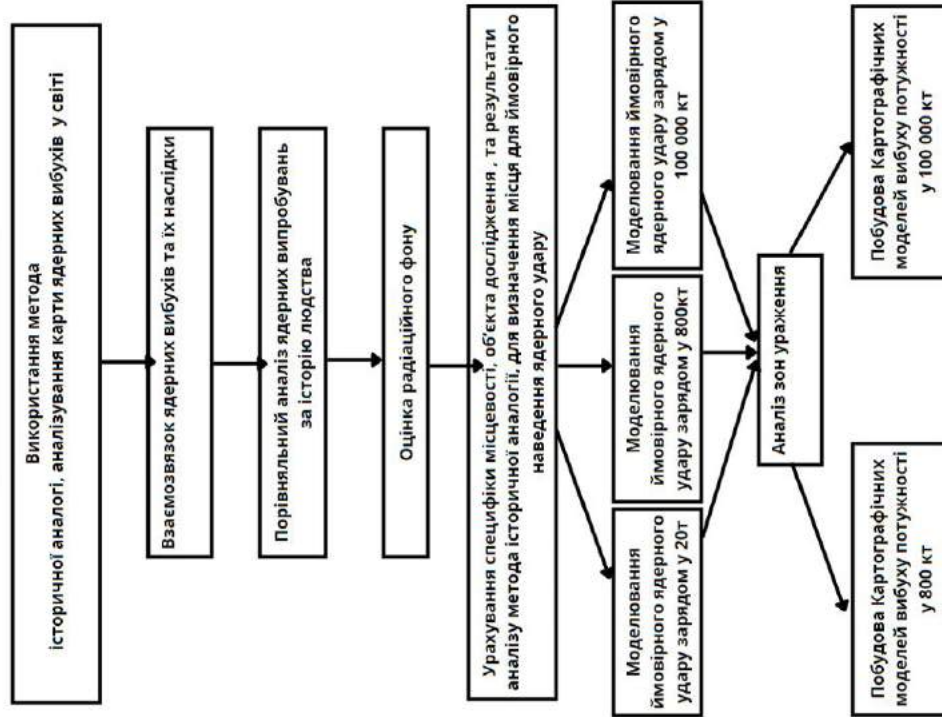 Використання метода
історичної аналогі, аналізування карти ядерних вибухів у світі
Взаємозвязок ядерних вибухів та їх наслідки
Порівняльний аналіз ядерних випробувань
за історію людства
Оцінка радіаційного фону
Урахування специфіки місцевості, об'єкта дослідження , та результати
аналізу метода історичної аналогії, для визначення місця для ймовірного
наведення ядерного удару
Моделювання
ймовірного ядерного
удару зарядом у 20т
Моделювання
ймовірного ядерного
удару зарядом у 800кт
Моделювання ймовірного
ядерного удару зарядом у
100 000 кт
Аналіз зон ураження
Побудова Картографічних
моделей вибуху потужності
у 800 кт
Побудова Картографічних
моделей вибуху потужності
у 100 000 кт